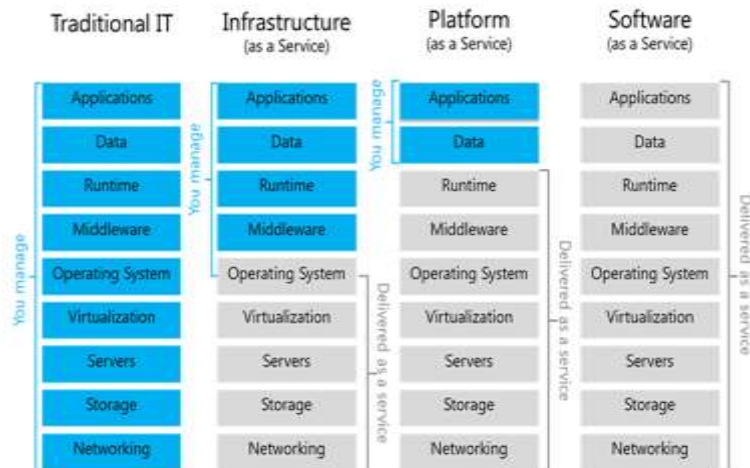 Traditional IT
Infrastructure
(as a Service)
Platform
(as a Service)
Software
(as a Service)
You manage
Applications
Data
Runtime
Middleware
Operating System
Virtualization
Servers
Storage
Networking
You manage
Applications
Data
Runtime
Middleware
Operating System
Virtualization
Servers
Storage
Networking
Delivered as a service
You manage
Applications
Data
Runtime
Middleware
Operating System
Virtualization
Servers
Storage
Networking
Delivered as a service
Applications
Data
Runtime
Middleware
Operating System
Virtualization
Servers
Storage
Networking
Delivered as a service